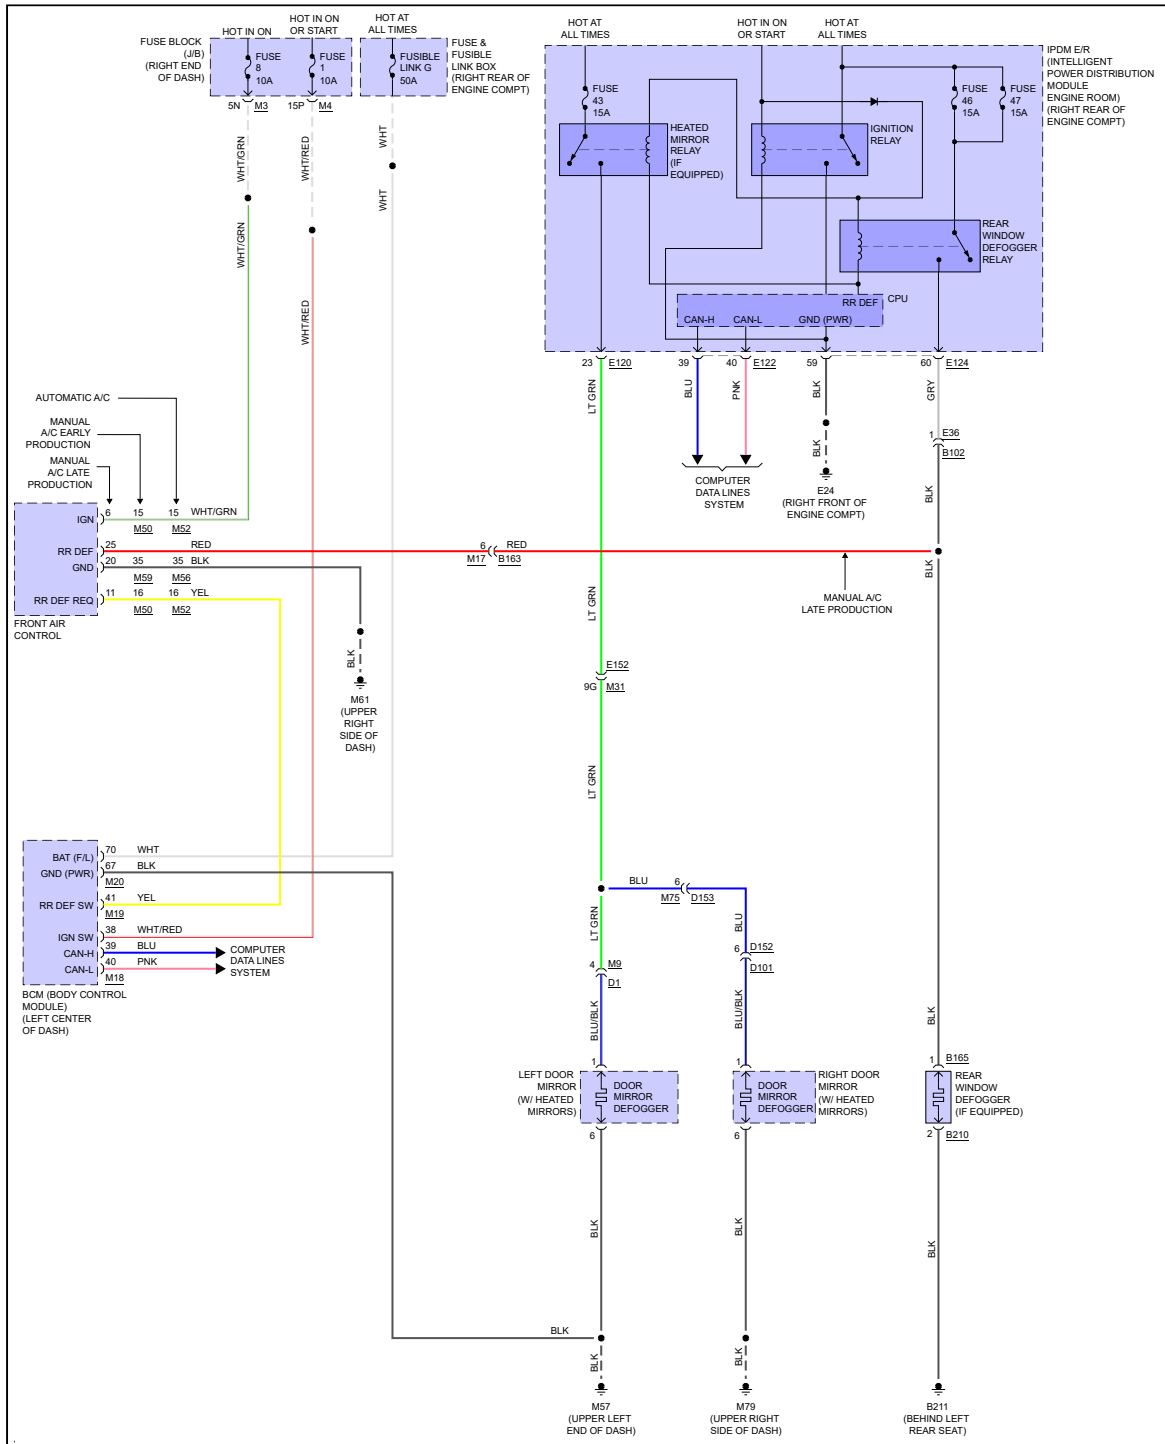 HOT IN ON
HOT IN ON
OR START
HOT AT
ALL TIMES
HOT AT
ALL TIMES
HOT IN ON
OR START
HOT AT
ALL TIMES
FUSE BLOCK
(J/B)
(RIGHT END
OF DASH)
FUSE
8
10A
FUSE
1
10A
FUSIBLE
LINK G
50A
FUSE &
FUSIBLE
LINK BOX
(RIGHT REAR OF
ENGINE COMPT)
5N
M3
15P
M4
FUSE
43
15A
FUSE
46
15A
FUSE
47
15A
IPDM E/R
(INTELLIGENT
POWER DISTRIBUTION
MODULE
ENGINE ROOM)
(RIGHT REAR OF
ENGINE COMPT)
HEATED
MIRROR
RELAY
(IF
EQUIPPED)
IGNITION
RELAY
REAR
WINDOW
DEFOGGER
RELAY
WHT/GRN
WHT/RED
WHT
WHT
WHT/GRN
WHT/RED
RR DEF
CPU
CAN-H
CAN-L
GND (PWR)
23
E120
39
40
E122
59
60
E124
LT GRN
BLU
PNK
BLK
GRY
BLK
1
E36
B102
BLK
COMPUTER
DATA LINES
SYSTEM
E24
(RIGHT FRONT OF
ENGINE COMPT)
AUTOMATIC A/C
MANUAL
A/C EARLY
PRODUCTION
MANUAL
A/C LATE
PRODUCTION
IGN
6
15
15
WHT/GRN
M50
M52
RR DEF
25
RED
6
RED
M17
B163
GND
20
35
35
BLK
M59
M56
RR DEF REQ
11
16
16
YEL
M50
M52
FRONT AIR
CONTROL
BLK
MANUAL A/C
LATE PRODUCTION
LT GRN
BLK
M61
(UPPER
RIGHT
SIDE OF
DASH)
E152
9G
M31
LT GRN
BAT (F/L)
70
WHT
GND (PWR)
67
BLK
M20
RR DEF SW
41
YEL
M19
IGN SW
38
WHT/RED
CAN-H
39
BLU
CAN-L
40
PNK
M18
COMPUTER
DATA LINES
SYSTEM
BCM (BODY CONTROL
MODULE)
(LEFT CENTER
OF DASH)
BLU
6
M75
D153
LT GRN
BLU
4
M9
D1
6
D152
D101
BLU/BLK
BLU/BLK
BLK
1
1
1
B165
LEFT DOOR
MIRROR
(W/ HEATED
MIRRORS)
DOOR
MIRROR
DEFOGGER
DOOR
MIRROR
DEFOGGER
RIGHT DOOR
MIRROR
(W/ HEATED
MIRRORS)
REAR
WINDOW
DEFOGGER
(IF EQUIPPED)
6
6
2
B210
BLK
BLK
BLK
BLK
BLK
BLK
M57
(UPPER LEFT
END OF DASH)
M79
(UPPER RIGHT
SIDE OF DASH)
B211
(BEHIND LEFT
REAR SEAT)